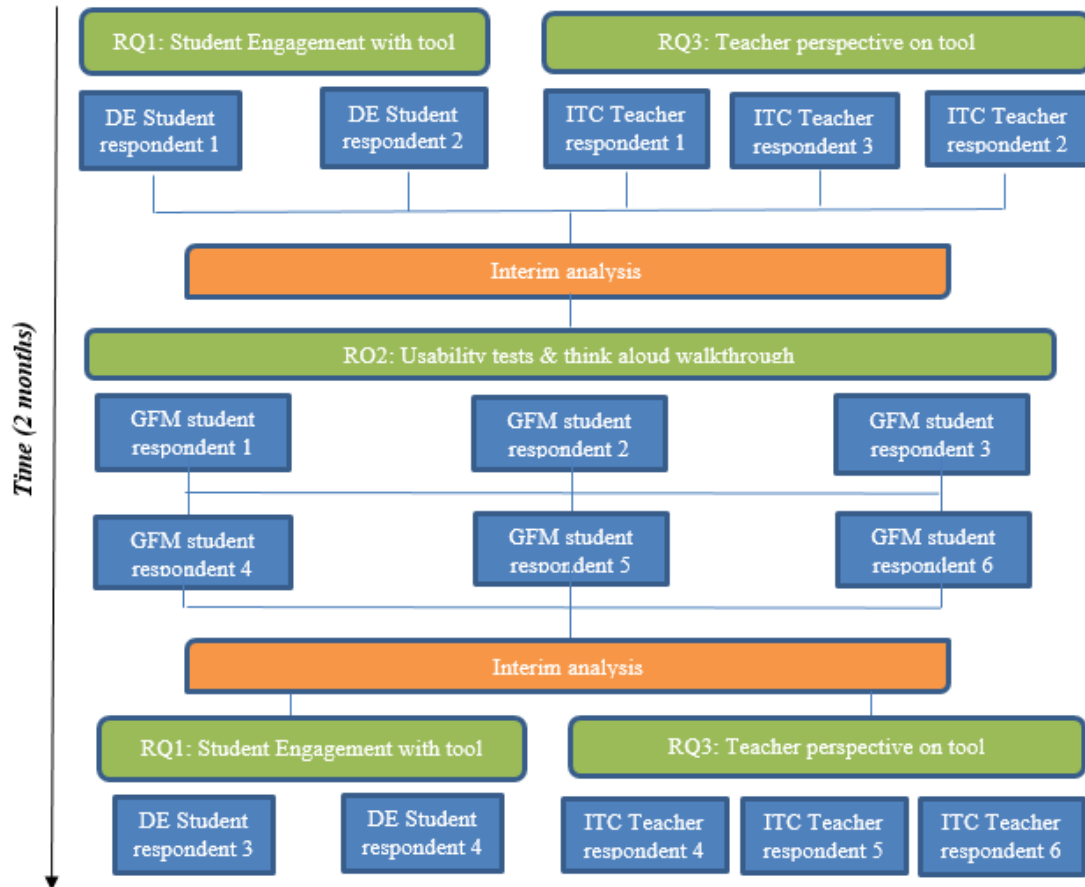 RQ1: Student Engagement with tool
RQ3: Teacher perspective on tool
DE Student
respondent 1
DE Student
respondent 2
ITC Teacher
respondent 1
ITC Teacher
respondent 3
ITC Teacher
respondent 2
Interim analysis
Time (2 months)
RQ2: Usability tests & think aloud walkthrough
GFM student
respondent 1
GFM student
respondent 2
GFM student
respondent 3
GFM student
respondent 4
GFM student
respondent 5
GFM student
respondent 6
Interim analysis
RQ1: Student Engagement with tool
RQ3: Teacher perspective on tool
DE Student
respondent 3
DE Student
respondent 4
ITC Teacher
respondent 4
ITC Teacher
respondent 5
ITC Teacher
respondent 6